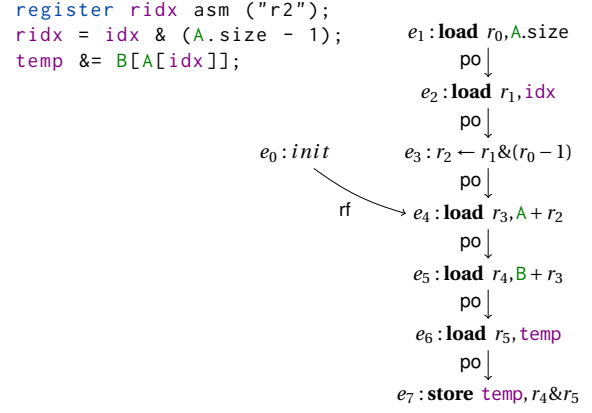 register ridx asm ("r2");
ridx = idx & (A.size - 1);
temp &= B[A[idx]];
e0 : init
rf
e1 : load r0,A.size
po
e2 : load r1,idx
po
e3 : r2 ← r1&(r0 − 1)
po
e4 : load r3,A + r2
po
e5 : load r4,B + r3
po
e6 : load r5,temp
po
e7 : store temp,r4&r5